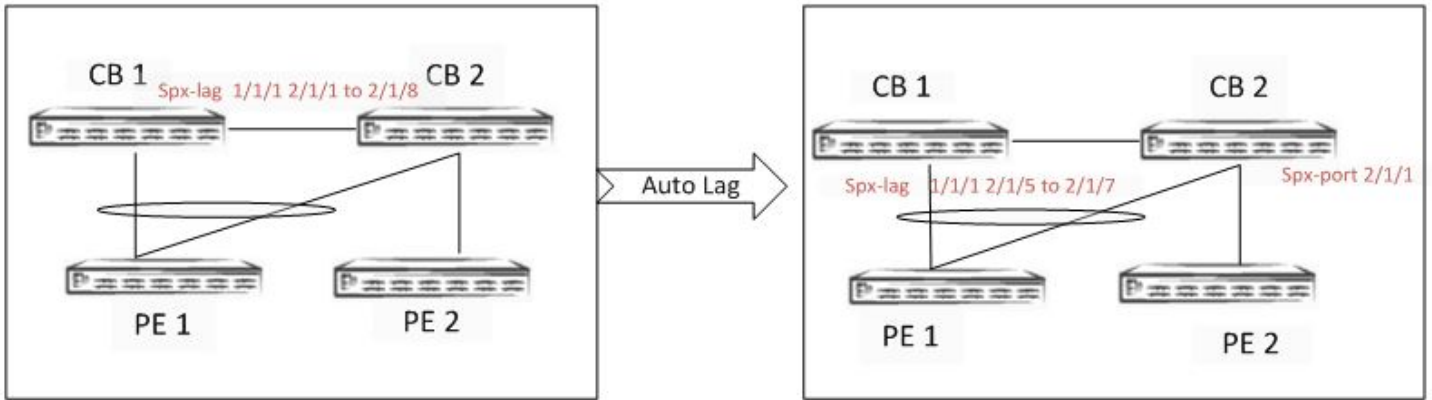 CB 1
CB 2
Spx-lag 1/1/1 2/1/1 to 2/1/8
PE 1
PE 2
Auto Lag
CB 1
CB 2
Spx-lag 1/1/1 2/1/5 to 2/1/7
Spx-port 2/1/1
PE 1
PE 2